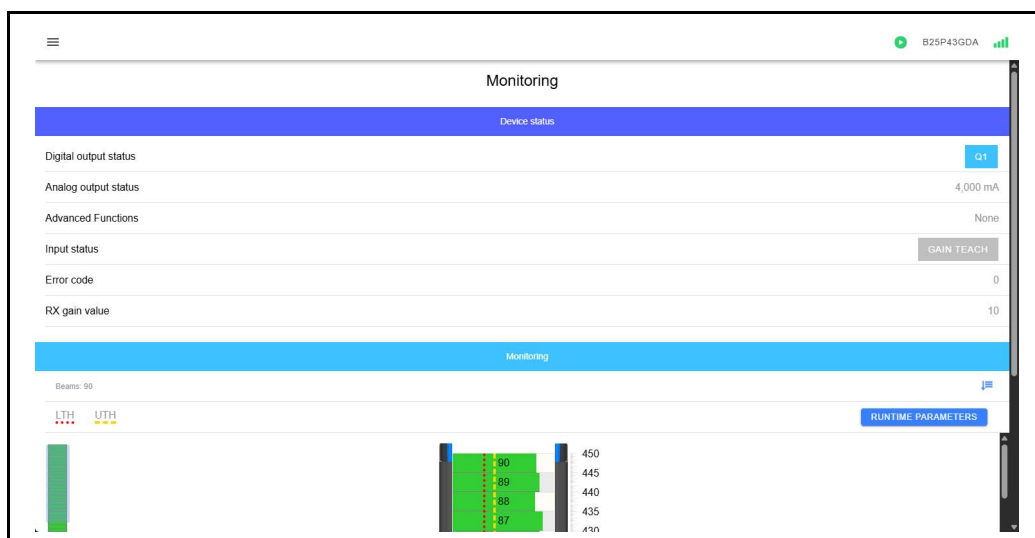 B25P43GDA
Monitoring
Device status
Digital output status Q1
Analog output status 4,000 mA
Advanced Functions None
Input status GAIN TEACH
Error code 0
RX gain value 10
Monitoring
Beams: 90
LTH UTH RUNTIME PARAMETERS
90 450
89 445
88 440
87 435
430